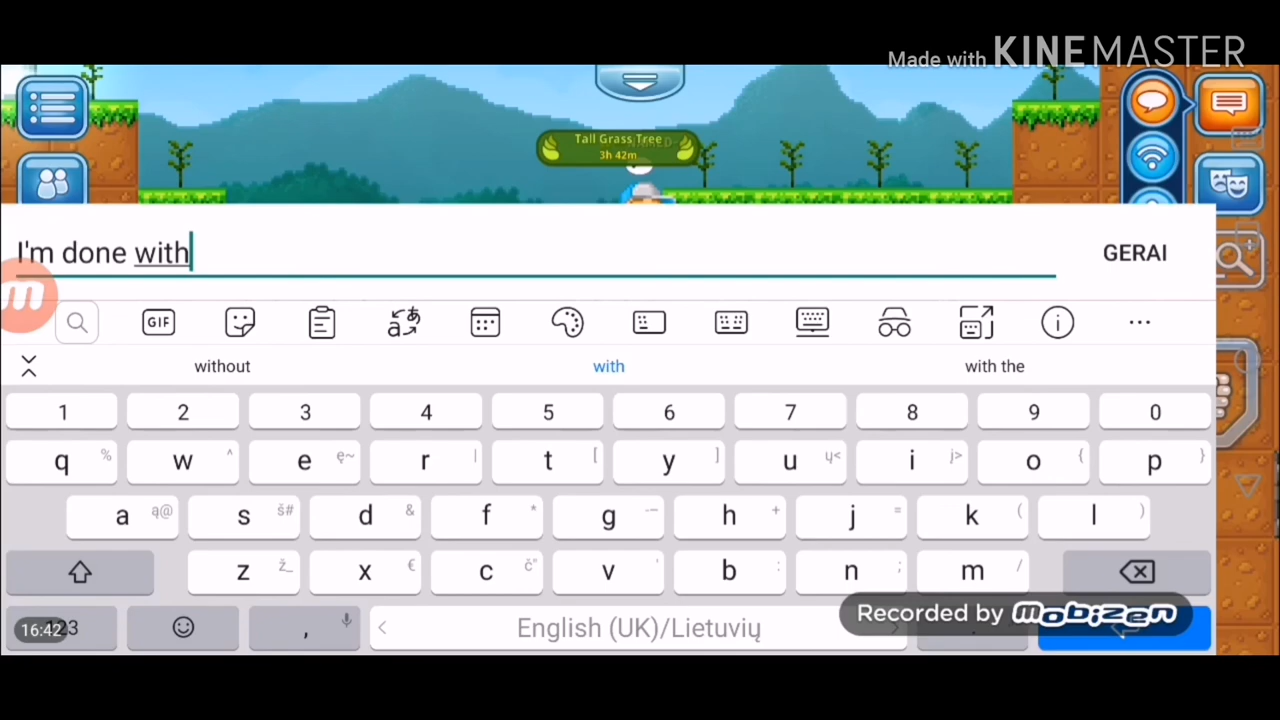 Made with KINEMASTER
Tall Grass Tree
3h 42m
I'm done with
GERAI
GIF
without with with the
1 2 3 4 5 6 7 8 9 0
q % w ^ e ę~ r | t [ y ] u ų< i į> o { p }
a ą@ s š# d & f * g h + j = k ( l )
z ž_ x € c č" v ' b : n ; m /
16:42 , < English (UK)/Lietuvių
Recorded by mobizen